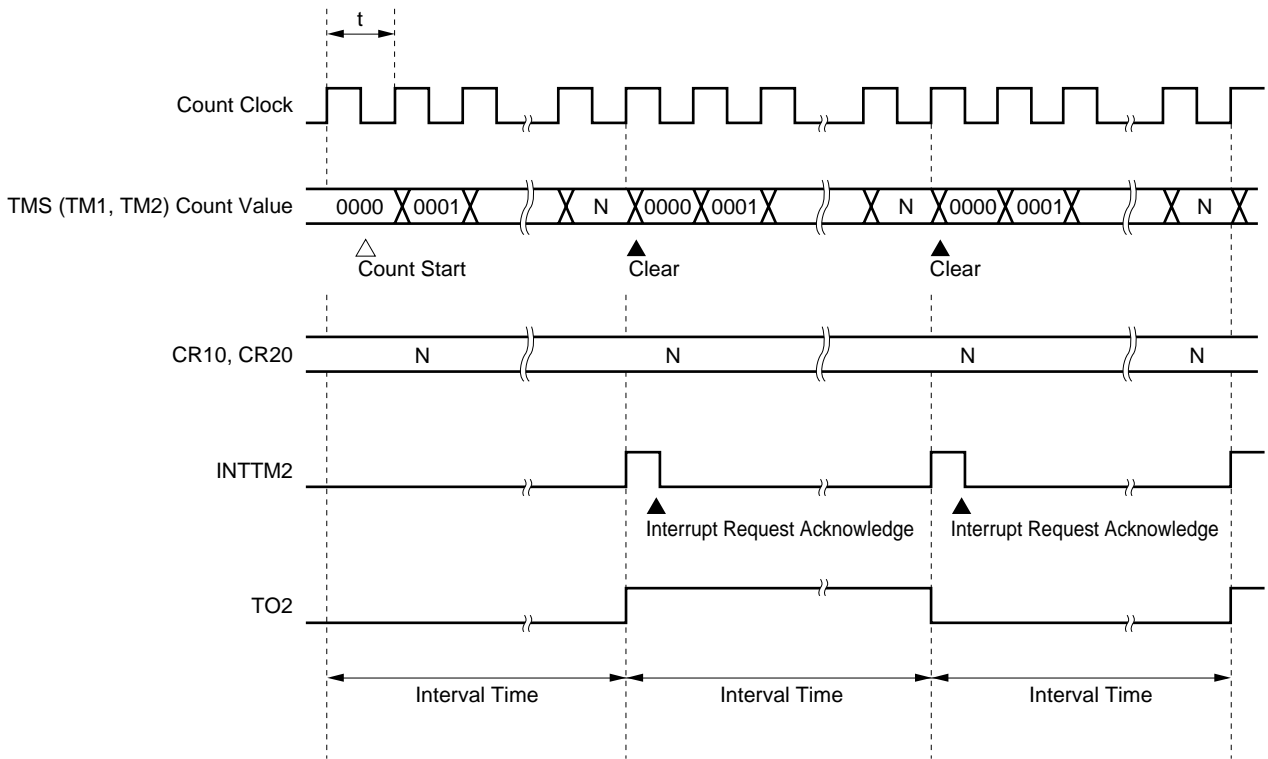 t
Count Clock
TMS (TM1, TM2) Count Value
0000 0001 N 0000 0001 N 0000 0001 N
Count Start Clear Clear
CR10, CR20 N N N N
INTTM2
Interrupt Request Acknowledge Interrupt Request Acknowledge
TO2
Interval Time Interval Time Interval Time